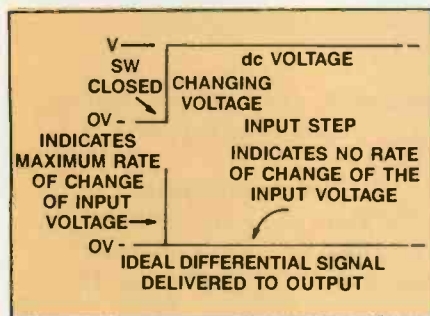 V
dc VOLTAGE
SW
CLOSED
CHANGING
VOLTAGE
OV
INPUT STEP
INDICATES
MAXIMUM RATE
OF CHANGE
OF INPUT
VOLTAGE
INDICATES NO RATE
OF CHANGE OF THE
INPUT VOLTAGE
OV
IDEAL DIFFERENTIAL SIGNAL
DELIVERED TO OUTPUT